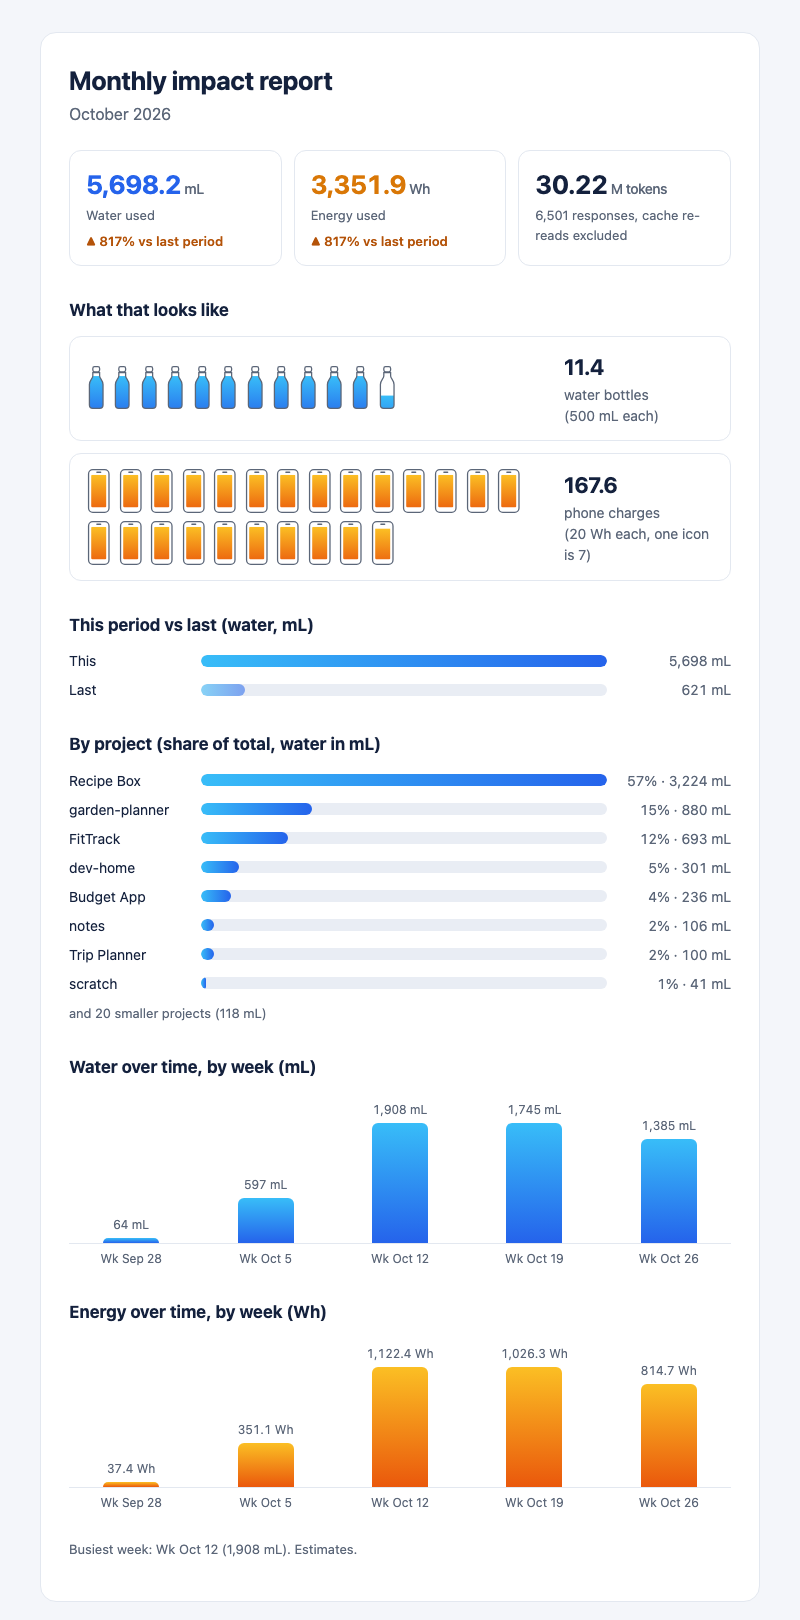 Monthly impact report
October 2026
5,698.2 mL
Water used
▲ 817% vs last period
3,351.9 Wh
Energy used
▲ 817% vs last period
30.22 M tokens
6,501 responses, cache re-
reads excluded
What that looks like
11.4
water bottles
(500 mL each)
167.6
phone charges
(20 Wh each, one icon
is 7)
This period vs last (water, mL)
This 5,698 mL
Last 621 mL
By project (share of total, water in mL)
Recipe Box 57% · 3,224 mL
garden-planner 15% · 880 mL
FitTrack 12% · 693 mL
dev-home 5% · 301 mL
Budget App 4% · 236 mL
notes 2% · 106 mL
Trip Planner 2% · 100 mL
scratch 1% · 41 mL
and 20 smaller projects (118 mL)
Water over time, by week (mL)
64 mL 597 mL 1,908 mL 1,745 mL 1,385 mL
Wk Sep 28 Wk Oct 5 Wk Oct 12 Wk Oct 19 Wk Oct 26
Energy over time, by week (Wh)
37.4 Wh 351.1 Wh 1,122.4 Wh 1,026.3 Wh 814.7 Wh
Wk Sep 28 Wk Oct 5 Wk Oct 12 Wk Oct 19 Wk Oct 26
Busiest week: Wk Oct 12 (1,908 mL). Estimates.